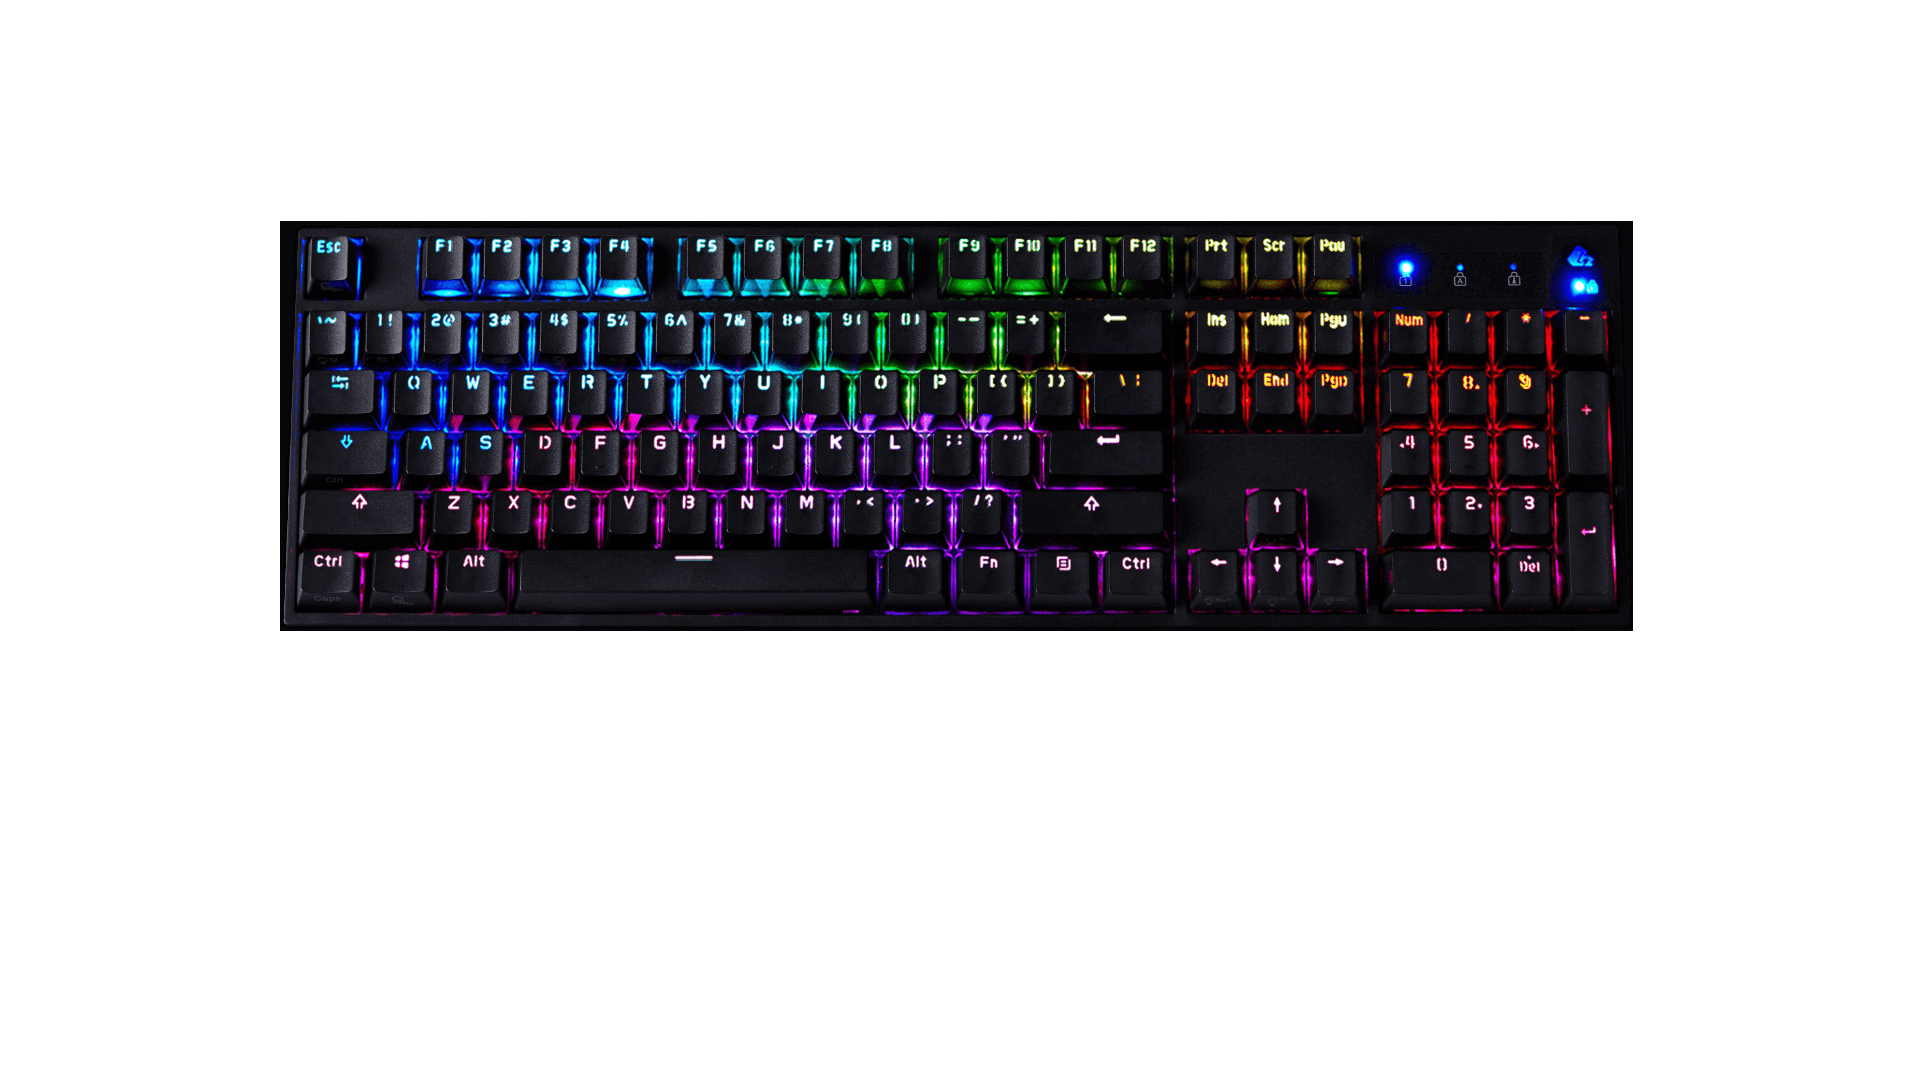 Esc F1 F2 F3 F4 F5 F6 F7 F8 F9 F10 F11 F12 Prt Scr Pau
`~ 1! 2@ 3# 4$ 5% 6^ 7& 8* 9( 0) -- =+ ← Ins Hom Pgu Num / * -
Q W E R T Y U I O P [{ ]} \ Del End PgD 7 8 9 +
A S D F G H J K L ;: '" 4 5 6
Z X C V B N M ,< .> /? ↑ 1 2 3
Ctrl Alt Alt Fn Ctrl ← ↓ → 0 .Del